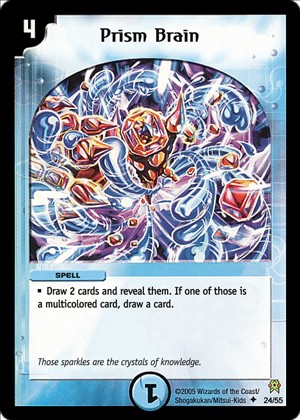 4
Prism Brain
SPELL
▪ Draw 2 cards and reveal them. If one of those is
a multicolored card, draw a card.
Those sparkles are the crystals of knowledge.
1
©2005 Wizards of the Coast/
Shogakukan/Mitsui-Kids ✦ 24/55